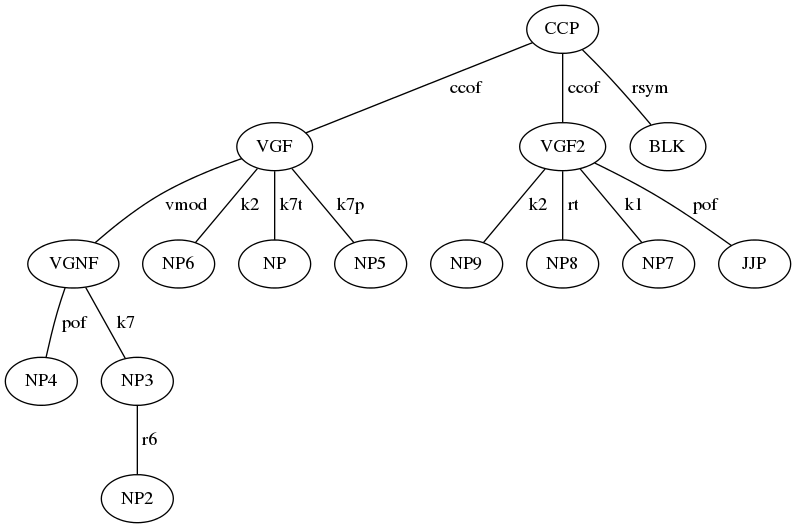 CCP
ccof
ccof
rsym
VGF
VGF2
BLK
vmod
k2
k7t
k7p
k2
rt
k1
pof
VGNF
NP6
NP
NP5
NP9
NP8
NP7
JJP
pof
k7
NP4
NP3
r6
NP2